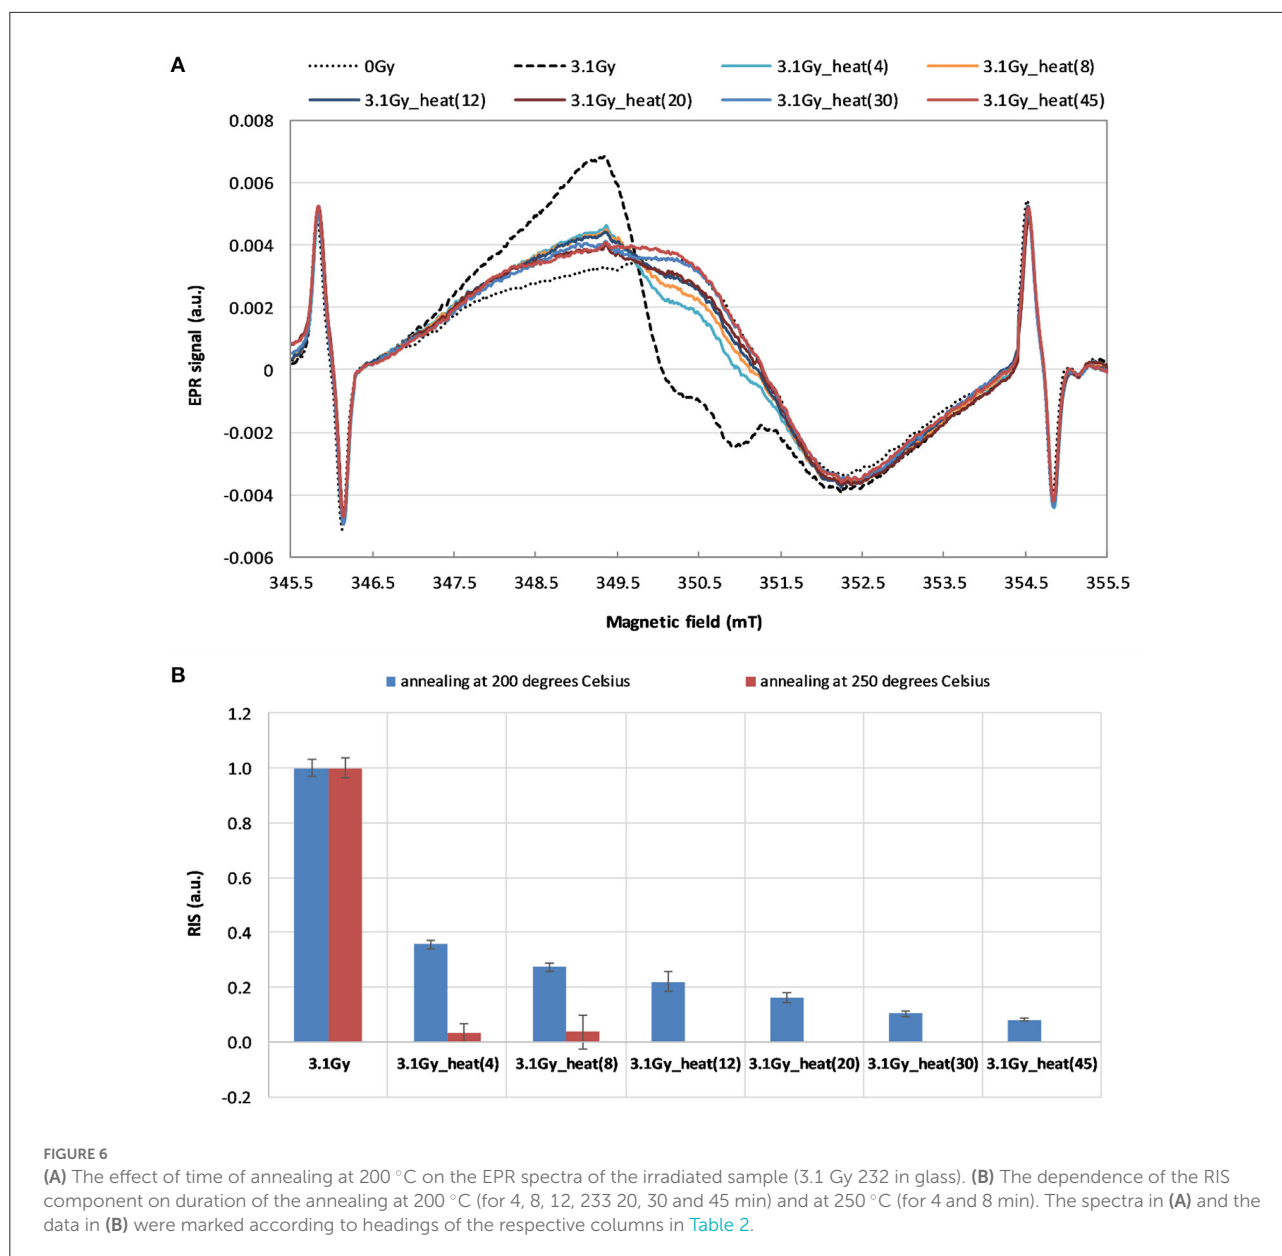 A
0Gy 3.1Gy 3.1Gy_heat(4) 3.1Gy_heat(8)
3.1Gy_heat(12) 3.1Gy_heat(20) 3.1Gy_heat(30) 3.1Gy_heat(45)
0.008
0.006
0.004
0.002
0
-0.002
-0.004
-0.006
EPR signal (a.u.)
345.5 346.5 347.5 348.5 349.5 350.5 351.5 352.5 353.5 354.5 355.5
Magnetic field (mT)
B
annealing at 200 degrees Celsius annealing at 250 degrees Celsius
1.2
1.0
0.8
0.6
0.4
0.2
0.0
-0.2
RIS (a.u.)
3.1Gy 3.1Gy_heat(4) 3.1Gy_heat(8) 3.1Gy_heat(12) 3.1Gy_heat(20) 3.1Gy_heat(30) 3.1Gy_heat(45)
FIGURE 6
(A) The effect of time of annealing at 200 °C on the EPR spectra of the irradiated sample (3.1 Gy 232 in glass). (B) The dependence of the RIS
component on duration of the annealing at 200 °C (for 4, 8, 12, 233 20, 30 and 45 min) and at 250 °C (for 4 and 8 min). The spectra in (A) and the
data in (B) were marked according to headings of the respective columns in Table 2.